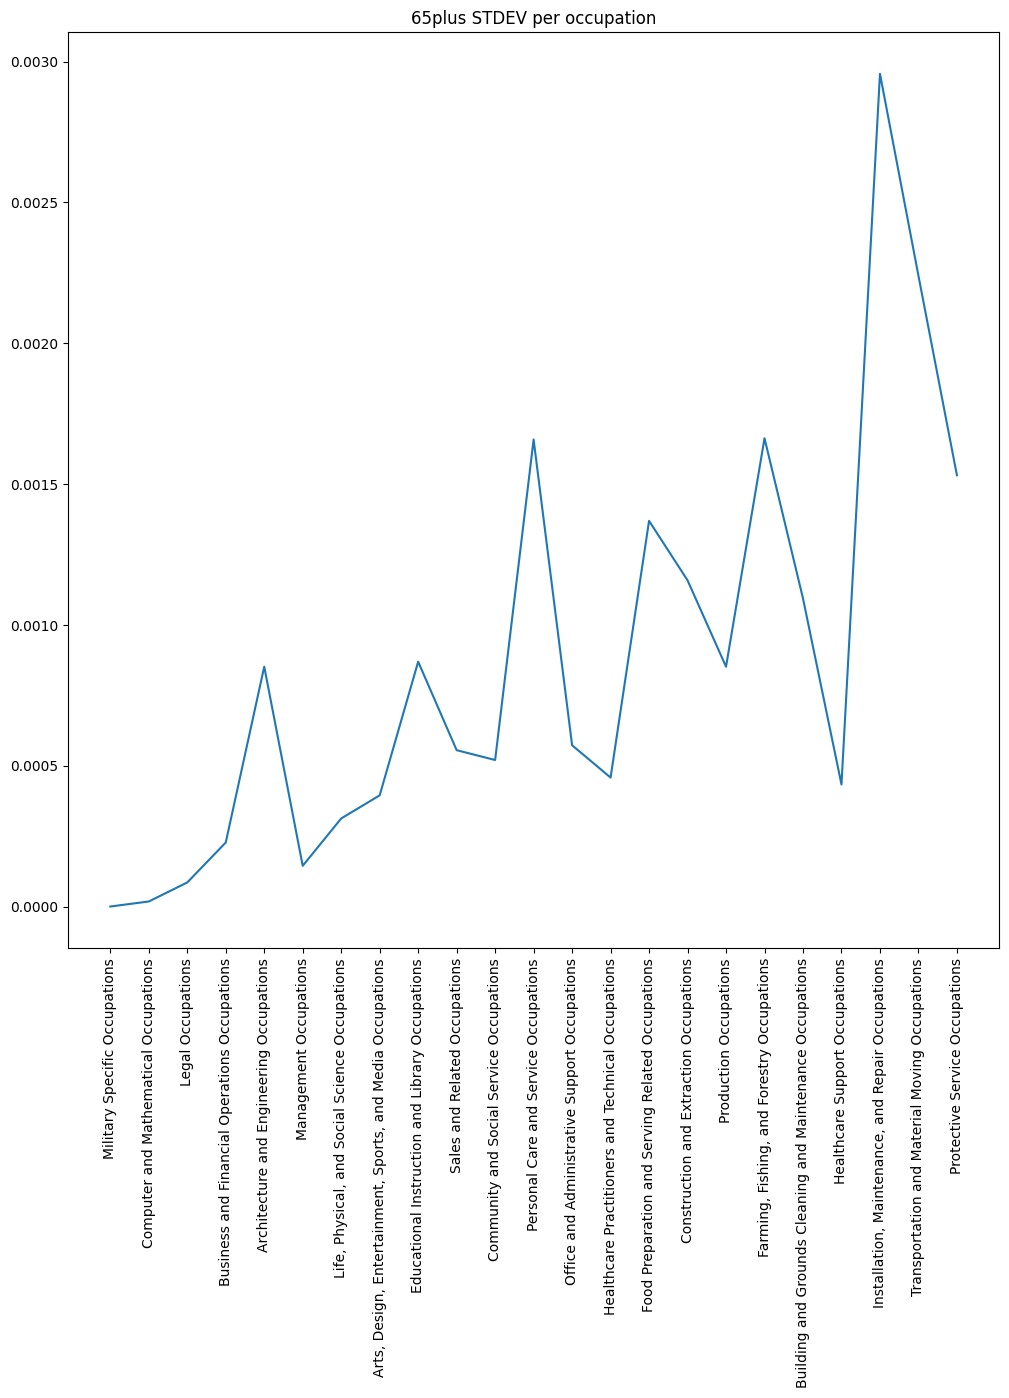 65plus STDEV per occupation
0.0030
0.0025
0.0020
0.0015
0.0010
0.0005
0.0000
Military Specific Occupations
Computer and Mathematical Occupations
Legal Occupations
Business and Financial Operations Occupations
Architecture and Engineering Occupations
Management Occupations
Life, Physical, and Social Science Occupations
Arts, Design, Entertainment, Sports, and Media Occupations
Educational Instruction and Library Occupations
Sales and Related Occupations
Community and Social Service Occupations
Personal Care and Service Occupations
Office and Administrative Support Occupations
Healthcare Practitioners and Technical Occupations
Food Preparation and Serving Related Occupations
Construction and Extraction Occupations
Production Occupations
Farming, Fishing, and Forestry Occupations
Building and Grounds Cleaning and Maintenance Occupations
Healthcare Support Occupations
Installation, Maintenance, and Repair Occupations
Transportation and Material Moving Occupations
Protective Service Occupations